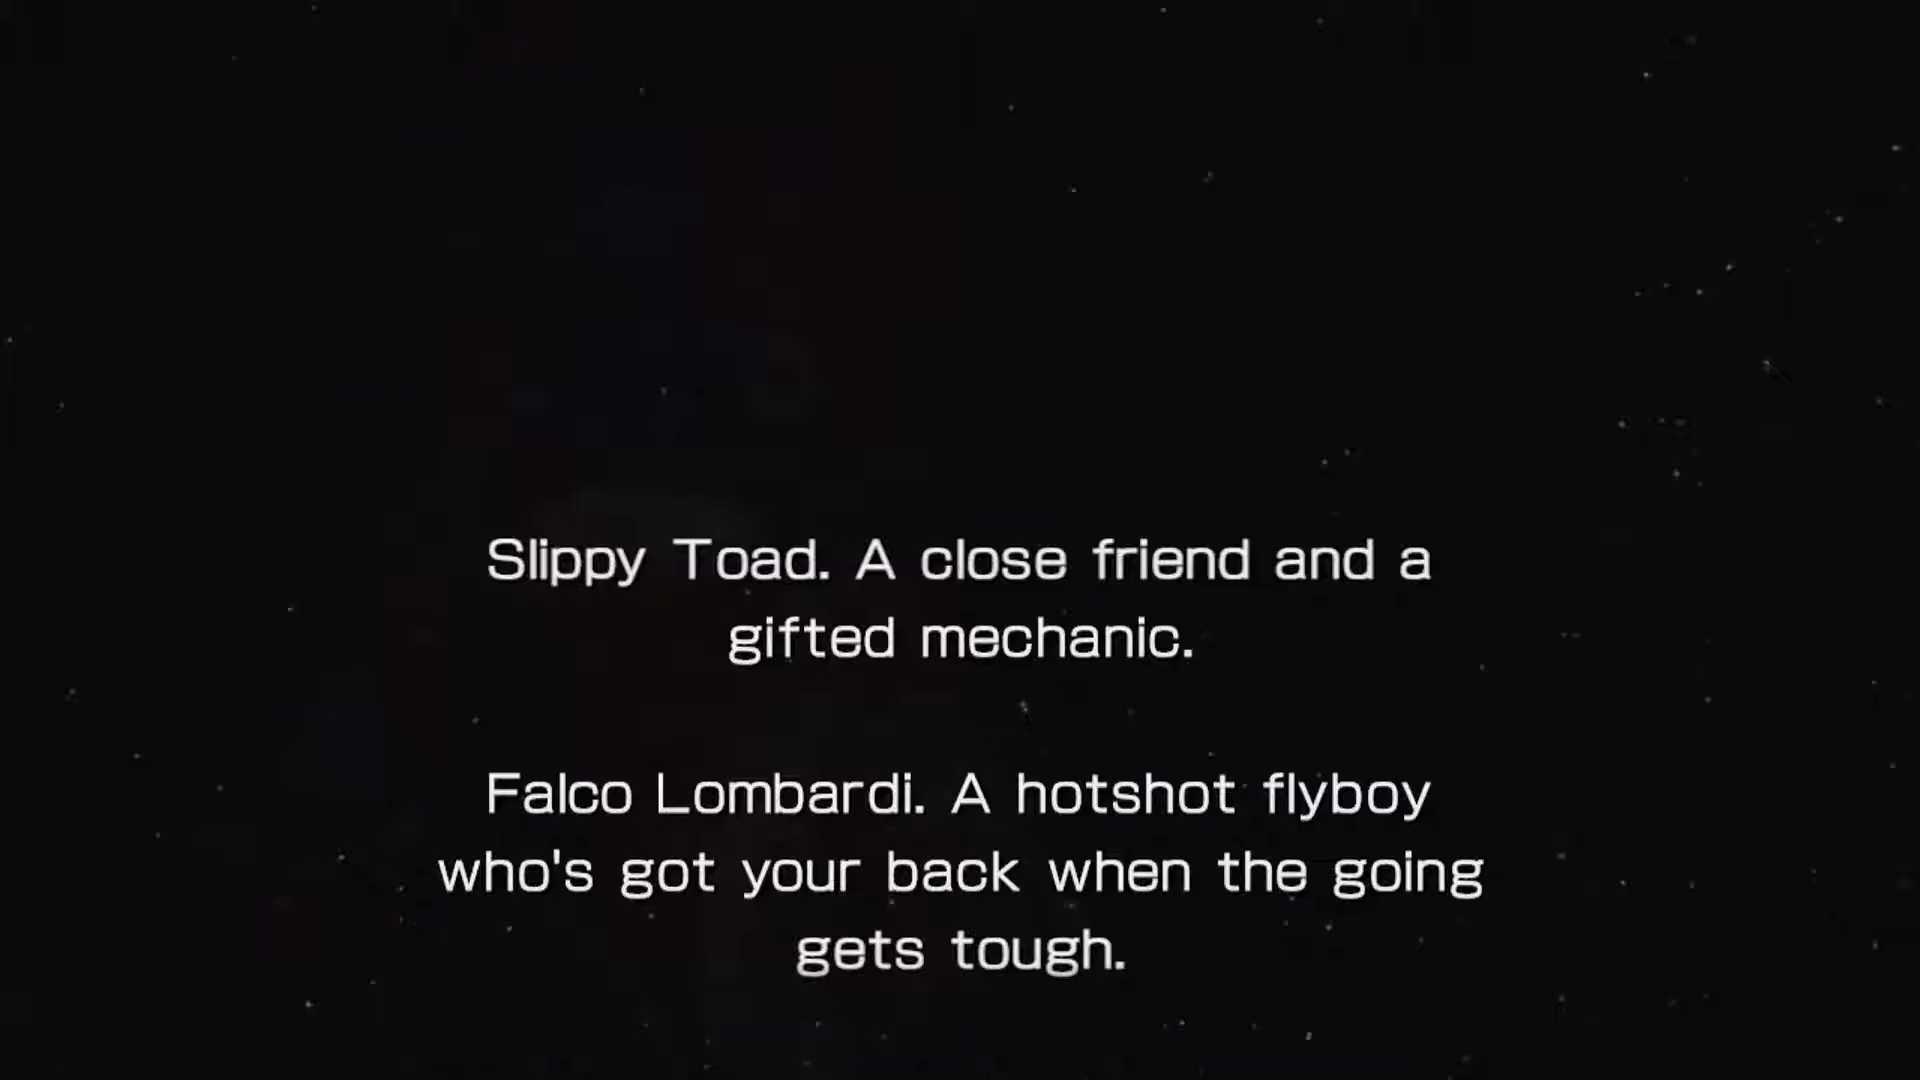 Slippy Toad. A close friend and a
gifted mechanic.
Falco Lombardi. A hotshot flyboy
who's got your back when the going
gets tough.